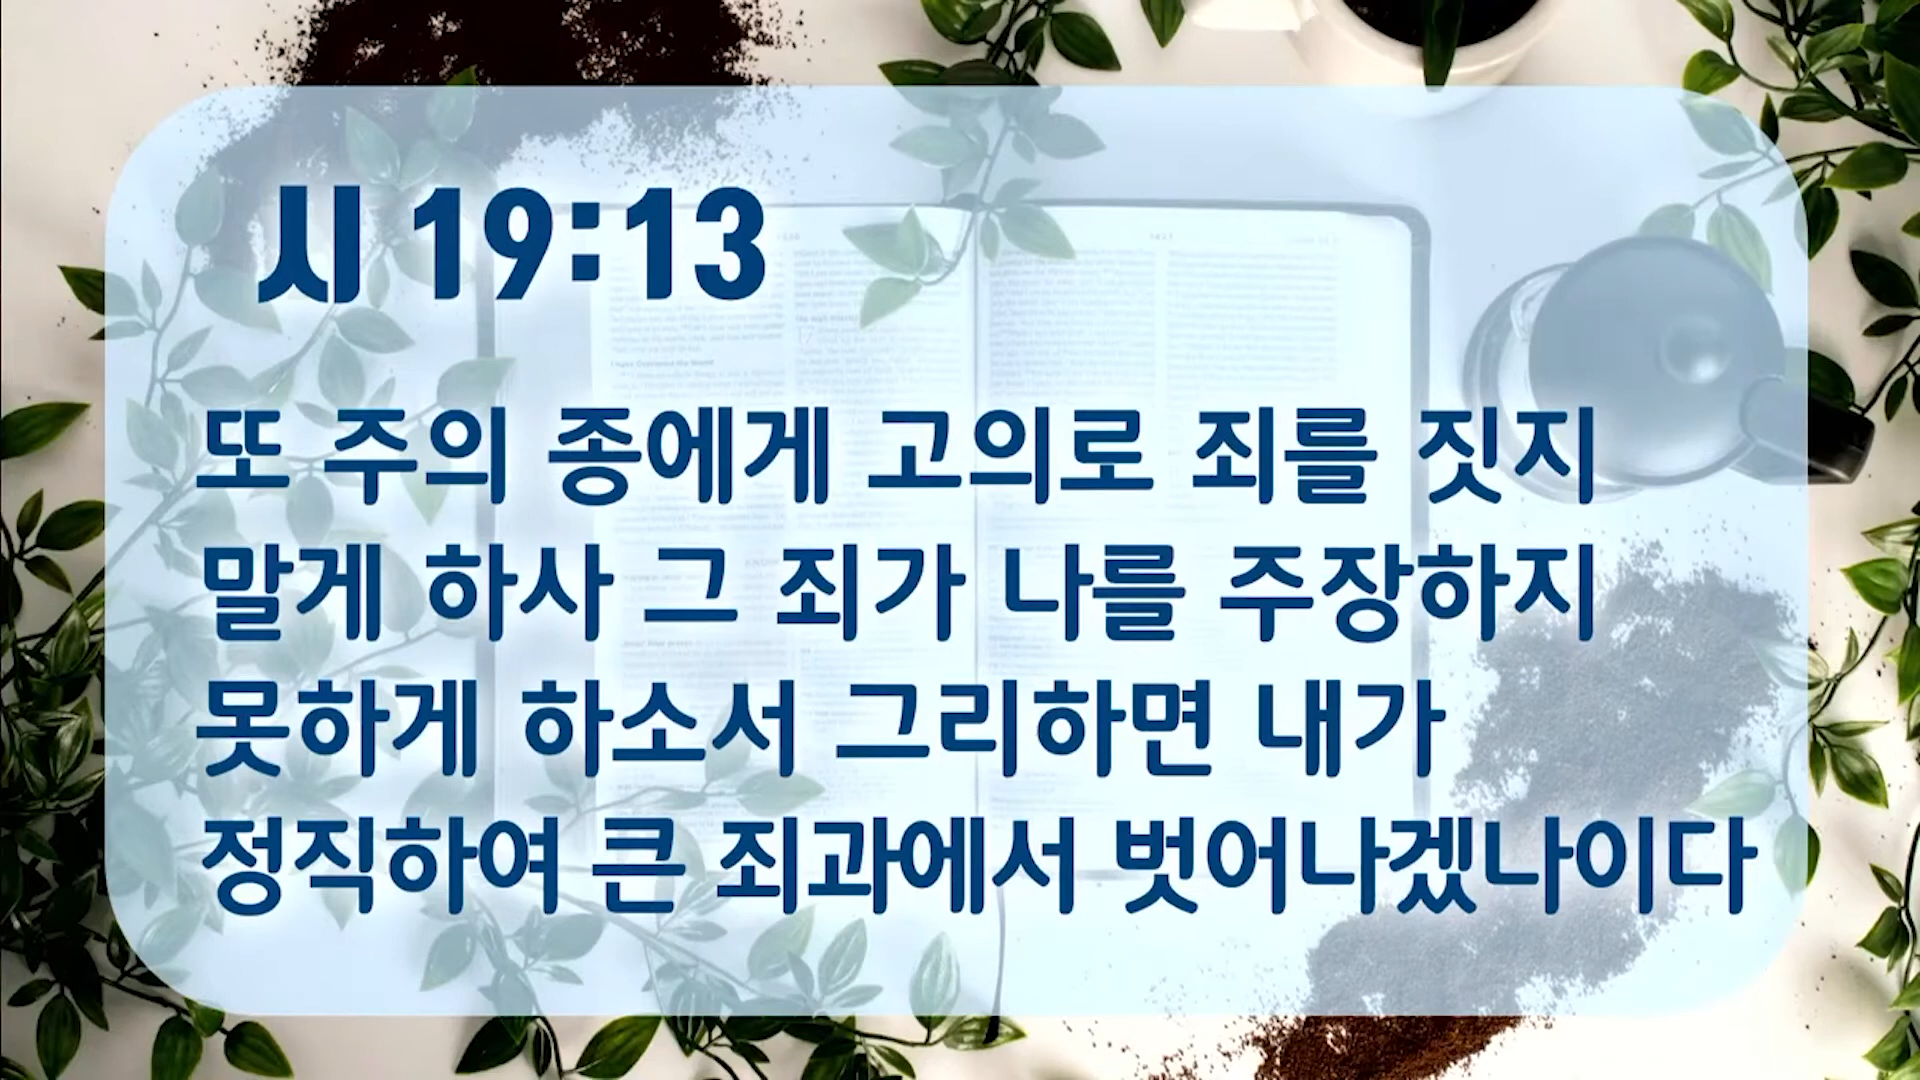 시 19:13
또 주의 종에게 고의로 죄를 짓지
말게 하사 그 죄가 나를 주장하지
못하게 하소서 그리하면 내가
정직하여 큰 죄과에서 벗어나겠나이다